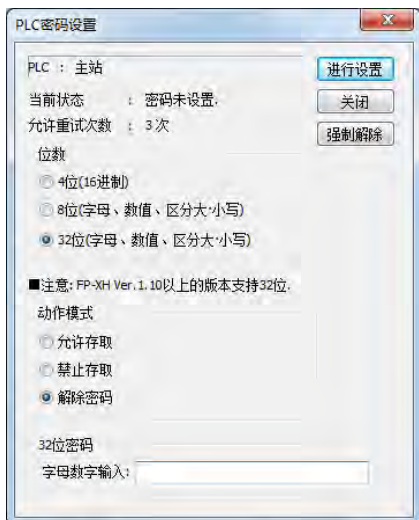 PLC密码设置
PLC : 主站
进行设置
当前状态 : 密码未设置.
关闭
允许重试次数 : 3次
强制解除
位数
4位(16进制)
8位(字母、数值、区分大小写)
32位(字母、数值、区分大小写)
■注意: FP-XH Ver.1.10以上的版本支持32位.
动作模式
允许存取
禁止存取
解除密码
32位密码
字母数字输入: